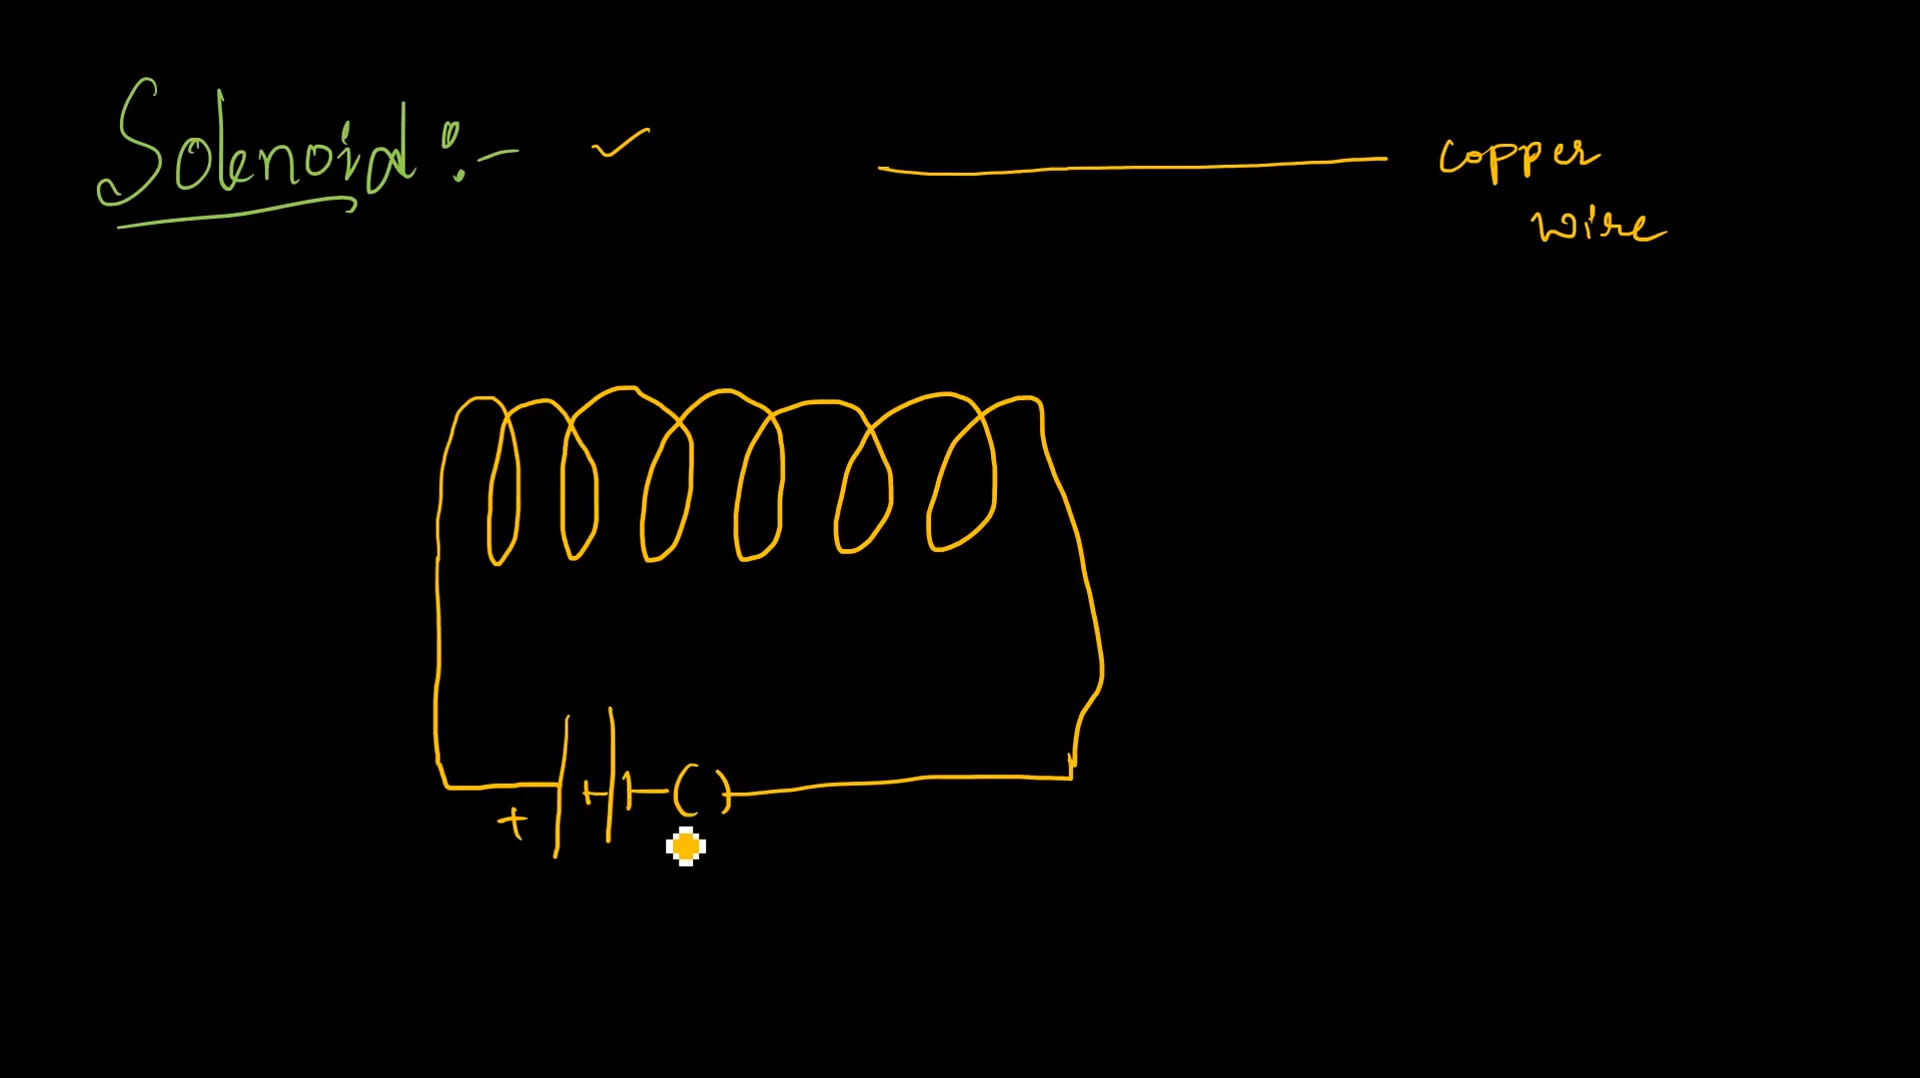 Solenoid :-
copper
wire
+